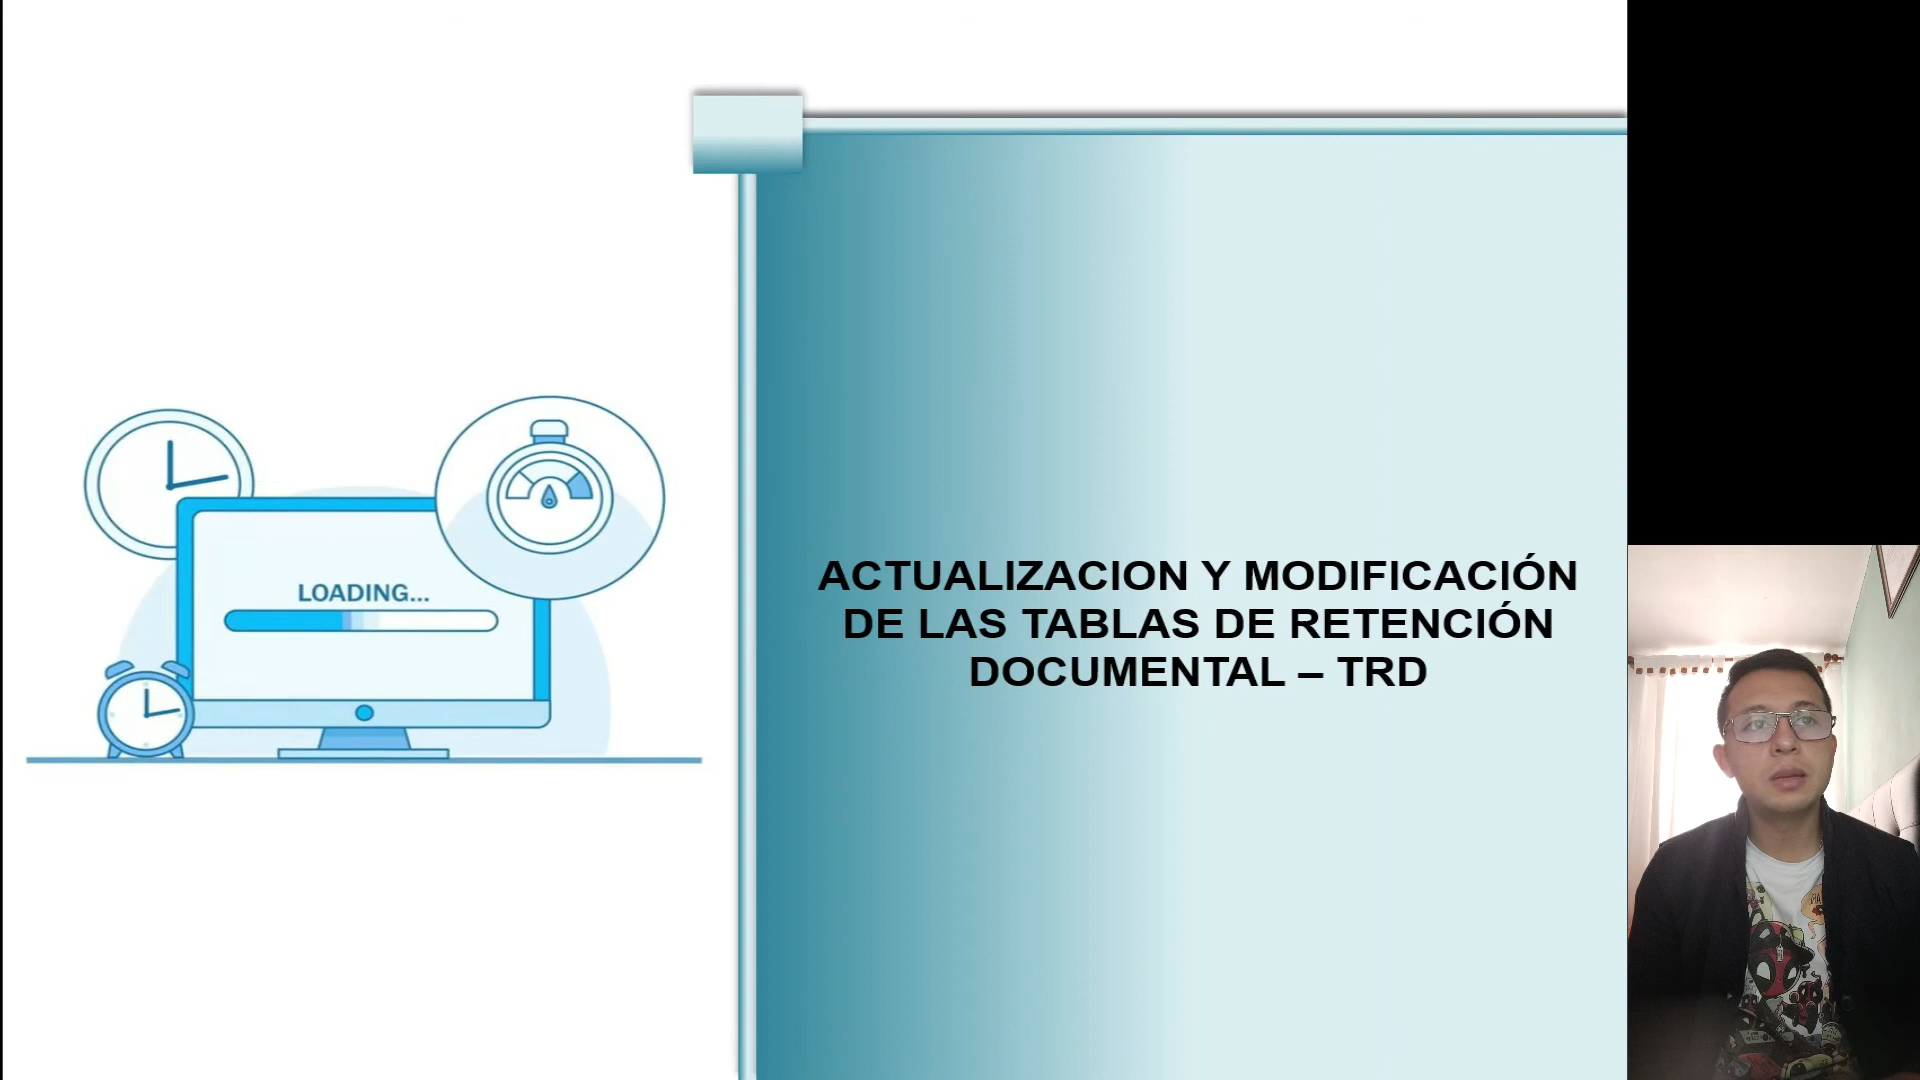 LOADING...
ACTUALIZACION Y MODIFICACIÓN
DE LAS TABLAS DE RETENCIÓN
DOCUMENTAL – TRD